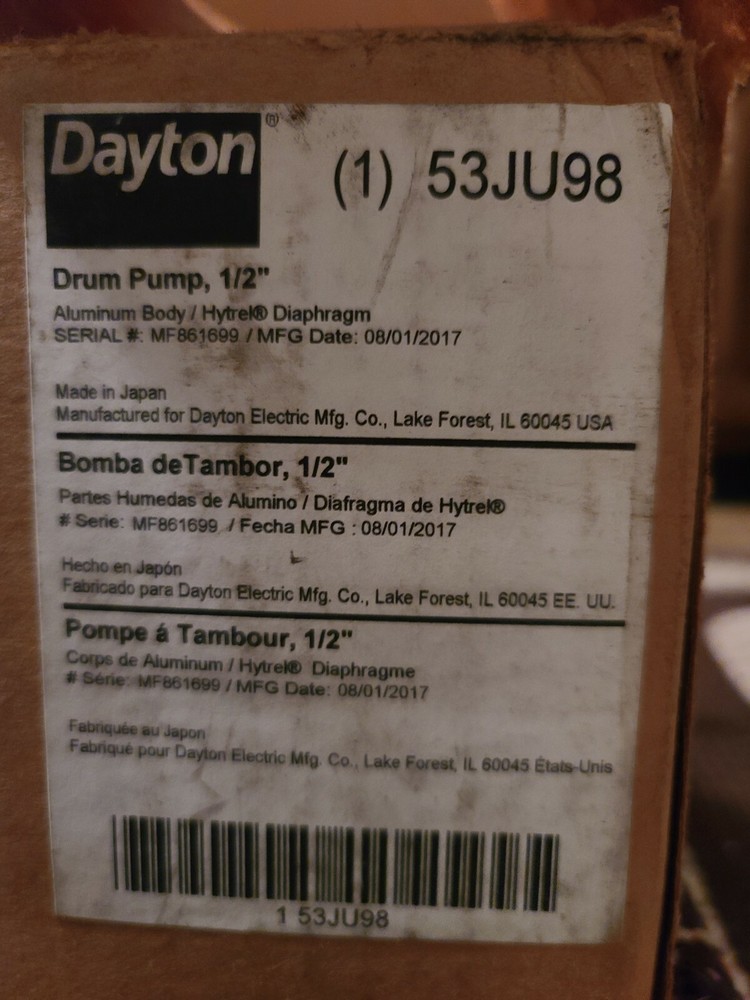 Dayton®
(1) 53JU98
Drum Pump, 1/2"
Aluminum Body / Hytrel® Diaphragm
SERIAL #: MF861699 / MFG Date: 08/01/2017
Made in Japan
Manufactured for Dayton Electric Mfg. Co., Lake Forest, IL 60045 USA
Bomba deTambor, 1/2"
Partes Humedas de Alumino / Diafragma de Hytrel®
# Serie: MF861699 / Fecha MFG : 08/01/2017
Hecho en Japón
Fabricado para Dayton Electric Mfg. Co., Lake Forest, IL 60045 EE. UU.
Pompe á Tambour, 1/2"
Corps de Aluminum / Hytrel® Diaphragme
# Série: MF861699 / MFG Date: 08/01/2017
Fabriquée au Japon
Fabriqué pour Dayton Electric Mfg. Co., Lake Forest, IL 60045 États-Unis
1 53JU98